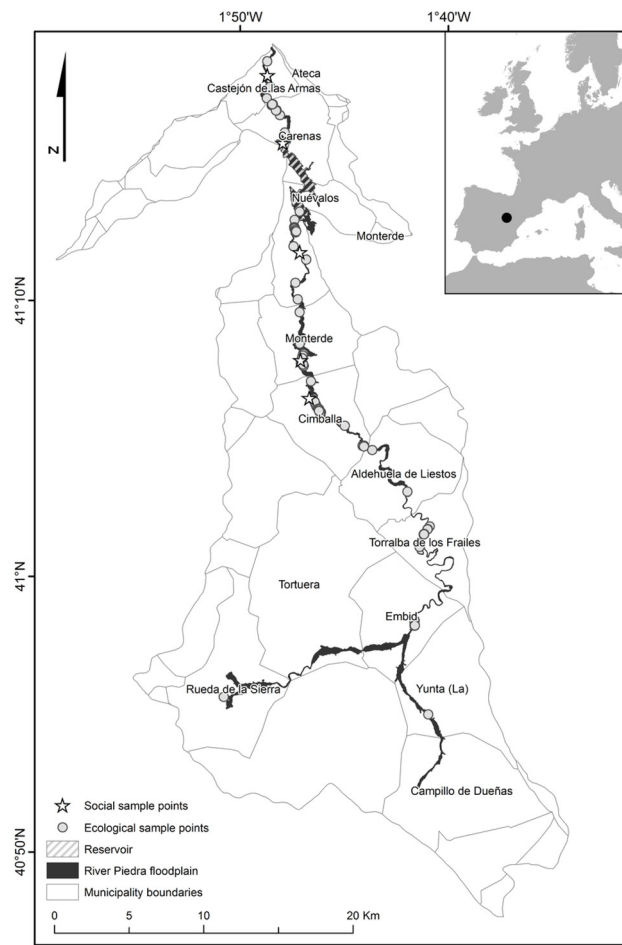 1°50'W
1°40'W
Ateca
Castejón de las Armas
Carenas
N
Nuévalos
Monterde
41°10'N
Monterde
Cimballa
Aldehuela de Liestos
Torralba de los Frailes
41°N
Tortuera
Embid
Rueda de la Sierra
Yunta (La)
Campillo de Dueñas
Social sample points
Ecological sample points
Reservoir
River Piedra floodplain
Municipality boundaries
40°50'N
0 5 10 20 Km